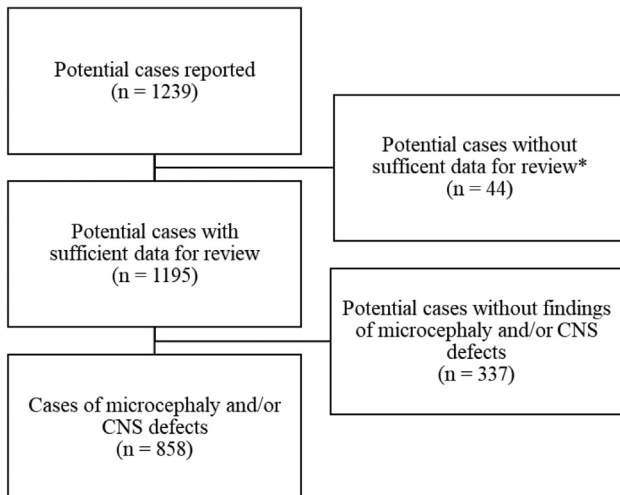 Potential cases reported
(n = 1239)
Potential cases without
sufficent data for review*
(n = 44)
Potential cases with
sufficient data for review
(n = 1195)
Potential cases without findings
of microcephaly and/or CNS
defects
(n = 337)
Cases of microcephaly and/or
CNS defects
(n = 858)